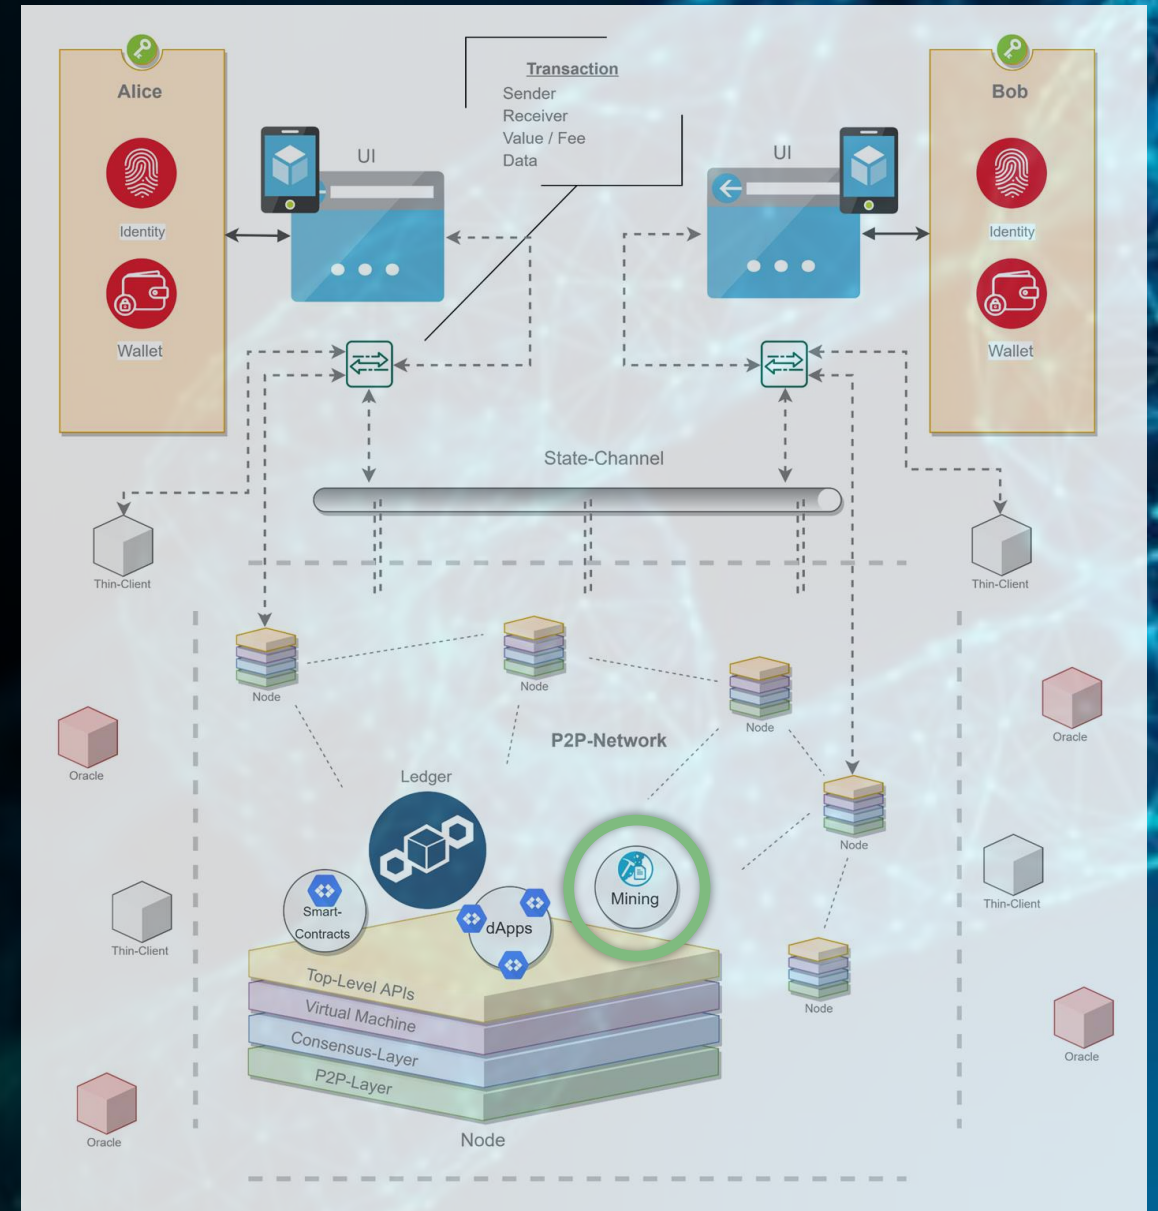 Alice
Identity
Wallet
UI
Transaction
Sender
Receiver
Value / Fee
Data
UI
Bob
Identity
Wallet
State-Channel
Thin-Client
Thin-Client
Node
Node
Node
Node
Node
P2P-Network
Oracle
Oracle
Thin-Client
Thin-Client
Oracle
Oracle
Ledger
Smart-
Contracts
dApps
Mining
Top-Level APIs
Virtual Machine
Consensus-Layer
P2P-Layer
Node